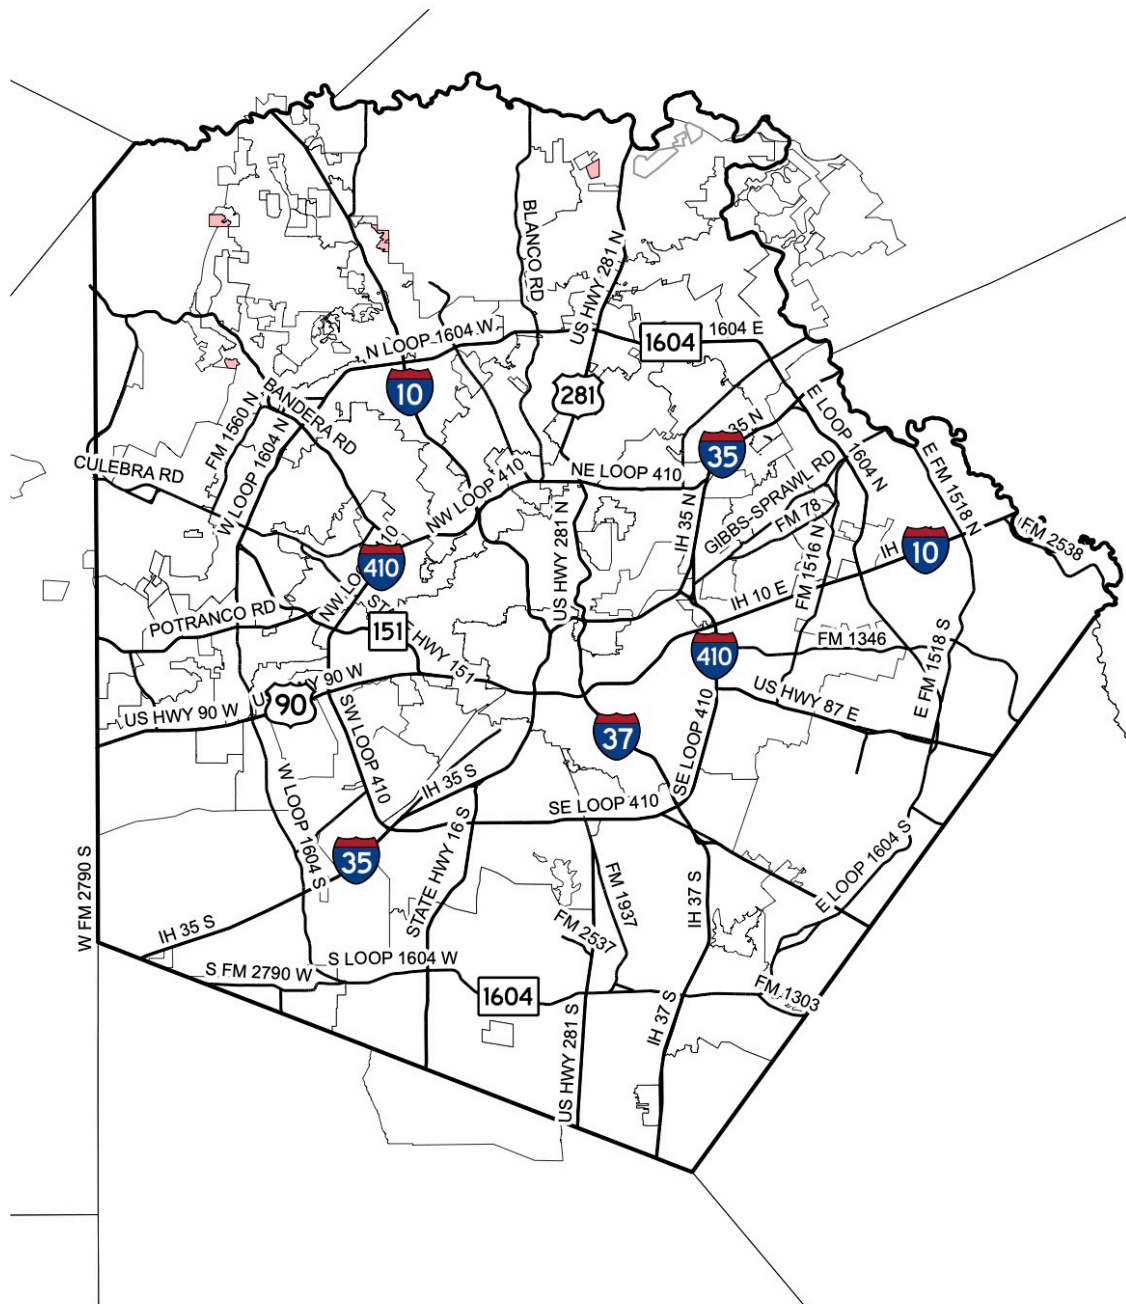 BLANCO RD
US HWY 281 N
N LOOP 1604 W
1604
1604 E
10
281
BANDERA RD
FM 1560 N
W LOOP 1604 N
E LOOP 1604 N
35 N
35
CULEBRA RD
NW LOOP 410
NE LOOP 410
GIBBS-SPRAWL RD
FM 78
E FM 1518 N
FM 2538
IH 35 N
US HWY 281 N
410
FM 1516 N
IH
10
IH 10 E
POTRANCO RD
151
STATE HWY 151
410
FM 1346
E FM 1518 S
US HWY 90 W
90
US HWY 90 W
US HWY 87 E
SW LOOP 410
37
SE LOOP 410
IH 35 S
W LOOP 1604 S
SE LOOP 410
STATE HWY 16 S
35
E LOOP 1604 S
W FM 2790 S
FM 1937
IH 37 S
IH 35 S
FM 2537
S LOOP 1604 W
S FM 2790 W
1604
FM 1303
IH 37 S
US HWY 281 S